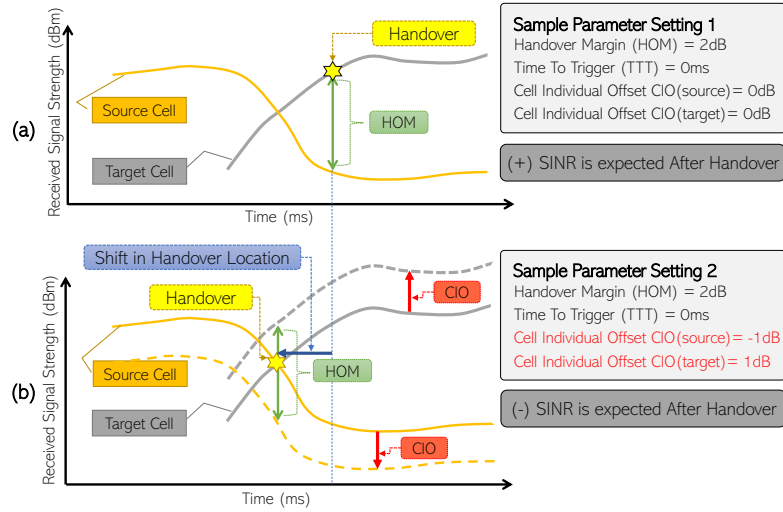 Received Signal Strength (dBm)
(a)
Handover
Source Cell
HOM
Target Cell
Time (ms)
Sample Parameter Setting 1
Handover Margin (HOM) = 2dB
Time To Trigger (TTT) = 0ms
Cell Individual Offset CIO(source) = 0dB
Cell Individual Offset CIO(target) = 0dB
(+) SINR is expected After Handover
Received Signal Strength (dBm)
(b)
Shift in Handover Location
Handover
CIO
Source Cell
HOM
Target Cell
CIO
Time (ms)
Sample Parameter Setting 2
Handover Margin (HOM) = 2dB
Time To Trigger (TTT) = 0ms
Cell Individual Offset CIO(source) = -1dB
Cell Individual Offset CIO(target) = 1dB
(-) SINR is expected After Handover